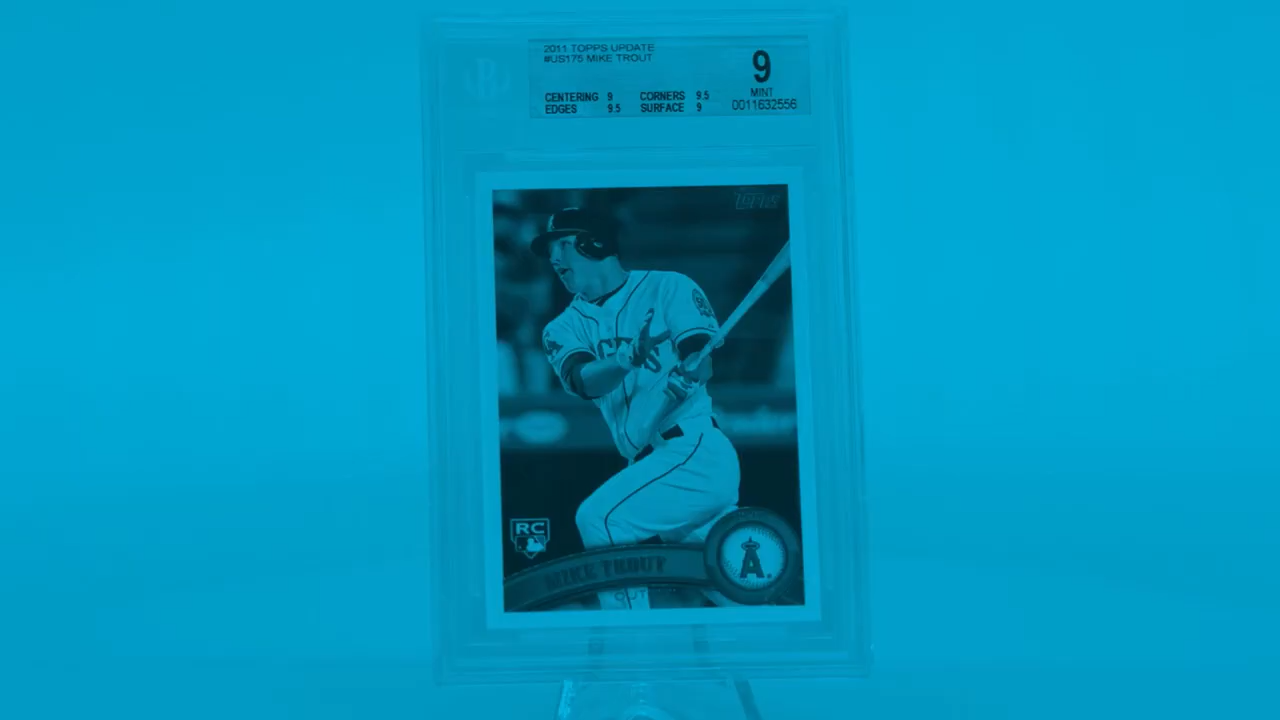 2011 TOPPS UPDATE
#US175 MIKE TROUT
9
MINT
0011632556
CENTERING 9 CORNERS 9.5
EDGES 9.5 SURFACE 9
TOPPS
RC
MIKE TROUT
A